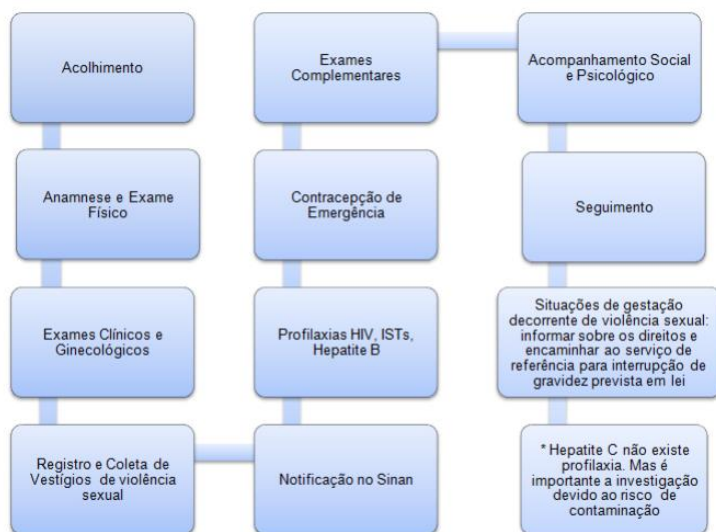 Acolhimento
Anamnese e Exame
Físico
Exames Clínicos e
Ginecológicos
Registro e Coleta de
Vestígios de violência
sexual
Notificação no Sinan
Profilaxias HIV, ISTs,
Hepatite B
Contracepção de
Emergência
Exames
Complementares
Acompanhamento Social
e Psicológico
Seguimento
Situações de gestação
decorrente de violência sexual:
informar sobre os direitos e
encaminhar ao serviço de
referência para interrupção de
gravidez prevista em lei
* Hepatite C não existe
profilaxia. Mas é
importante a investigação
devido ao risco de
contaminação